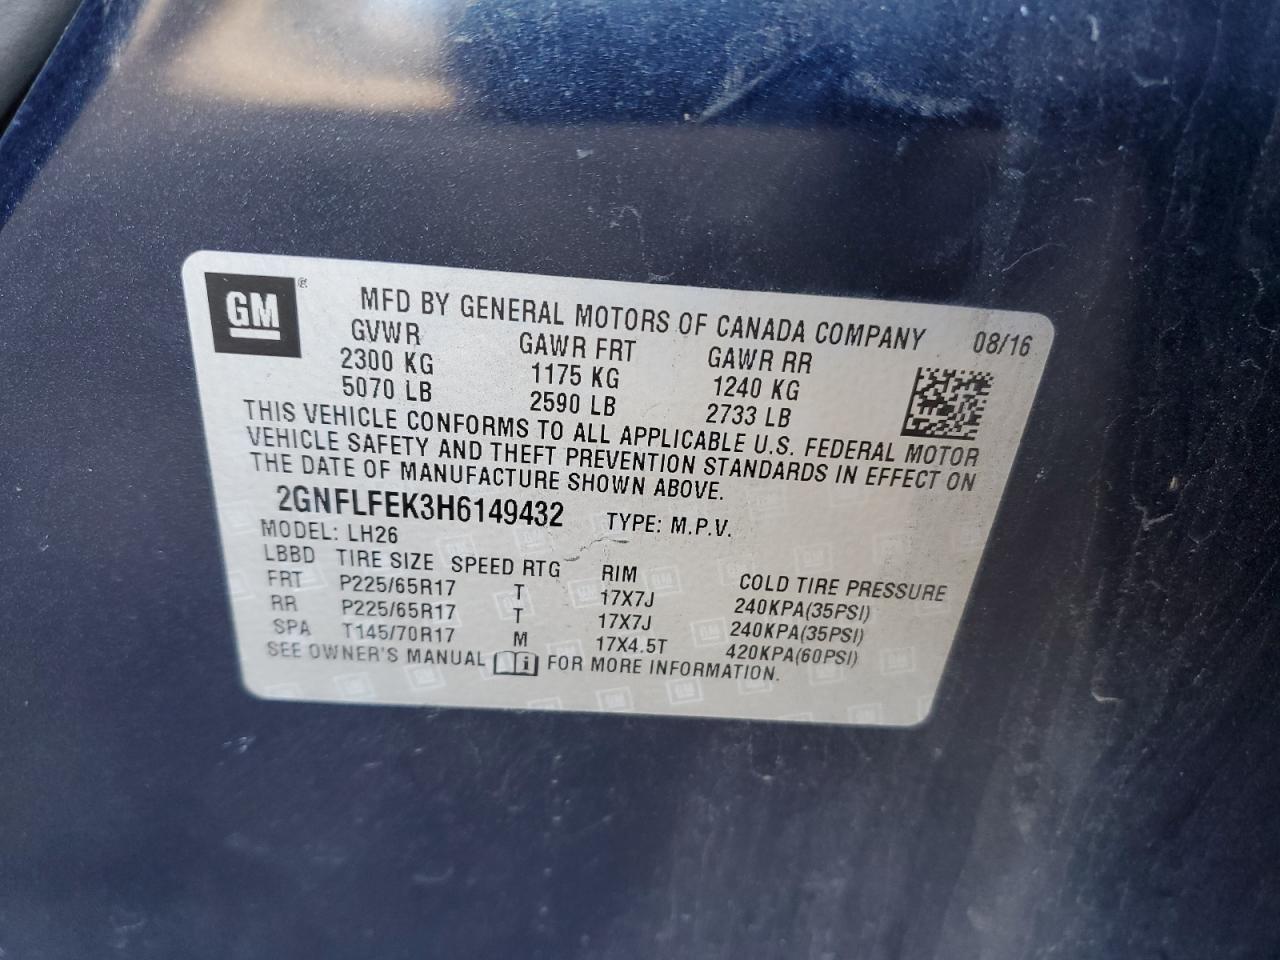 GM ®
MFD BY GENERAL MOTORS OF CANADA COMPANY 08/16
GVWR GAWR FRT GAWR RR
2300 KG 1175 KG 1240 KG
5070 LB 2590 LB 2733 LB
THIS VEHICLE CONFORMS TO ALL APPLICABLE U.S. FEDERAL MOTOR
VEHICLE SAFETY AND THEFT PREVENTION STANDARDS IN EFFECT ON
THE DATE OF MANUFACTURE SHOWN ABOVE.
2GNFLFEK3H6149432 TYPE: M.P.V.
MODEL: LH26
LBBD TIRE SIZE SPEED RTG RIM COLD TIRE PRESSURE
FRT P225/65R17 T 17X7J 240KPA(35PSI)
RR P225/65R17 T 17X7J 240KPA(35PSI)
SPA T145/70R17 M 17X4.5T 420KPA(60PSI)
SEE OWNER'S MANUAL i FOR MORE INFORMATION.